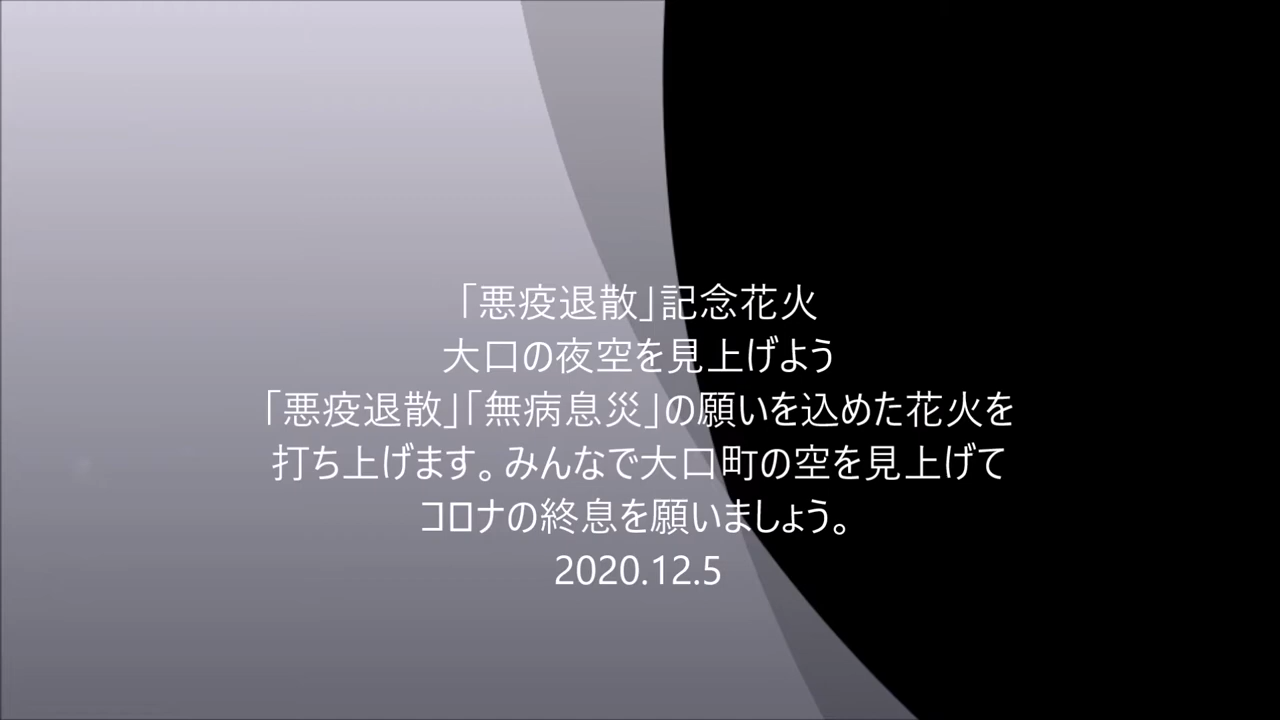 「悪疫退散」記念花火
大口の夜空を見上げよう
「悪疫退散」「無病息災」の願いを込めた花火を
打ち上げます。みんなで大口町の空を見上げて
コロナの終息を願いましょう。
2020.12.5